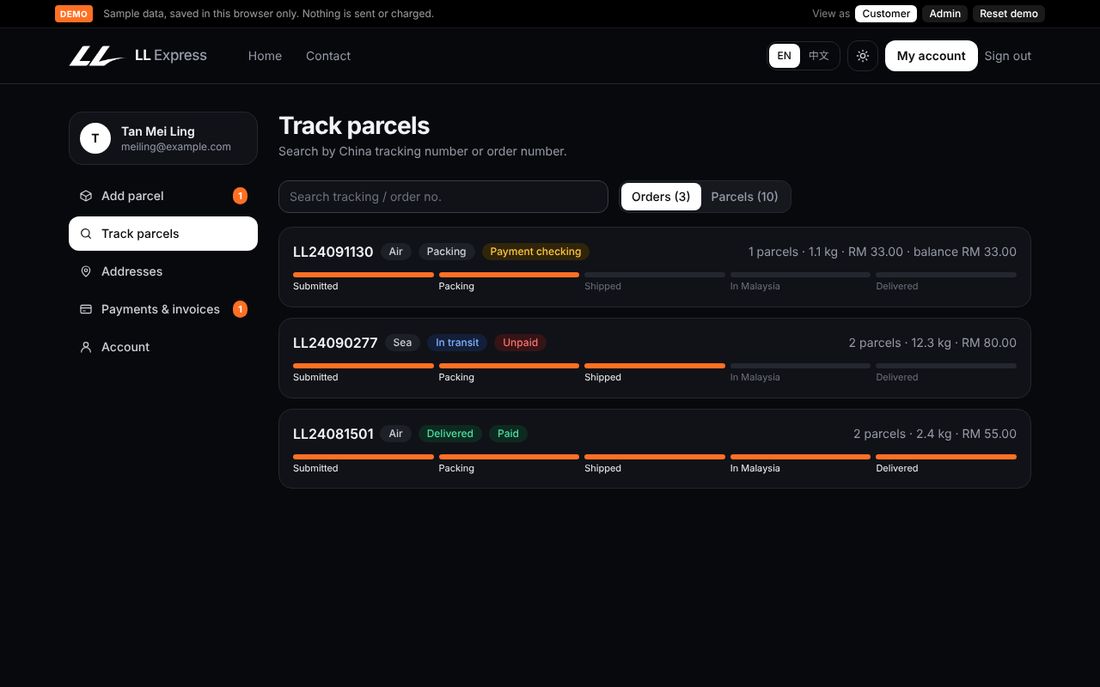 DEMO Sample data, saved in this browser only. Nothing is sent or charged. View as Customer Admin Reset demo
LL Express Home Contact EN 中文 My account Sign out
T Tan Mei Ling
meiling@example.com
Add parcel 1
Track parcels
Addresses
Payments & invoices 1
Account
Track parcels
Search by China tracking number or order number.
Search tracking / order no. Orders (3) Parcels (10)
LL24091130 Air Packing Payment checking 1 parcels · 1.1 kg · RM 33.00 · balance RM 33.00
Submitted Packing Shipped In Malaysia Delivered
LL24090277 Sea In transit Unpaid 2 parcels · 12.3 kg · RM 80.00
Submitted Packing Shipped In Malaysia Delivered
LL24081501 Air Delivered Paid 2 parcels · 2.4 kg · RM 55.00
Submitted Packing Shipped In Malaysia Delivered